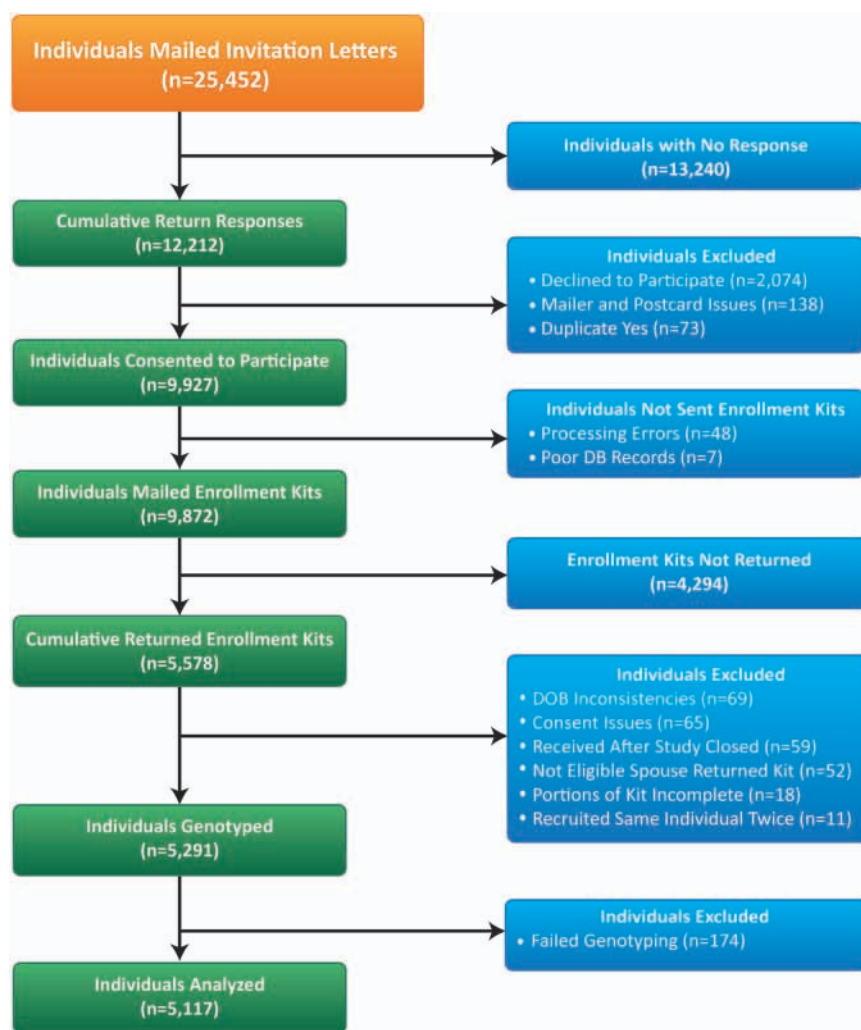 Individuals Mailed Invitation Letters
(n=25,452)
Individuals with No Response
(n=13,240)
Cumulative Return Responses
(n=12,212)
Individuals Excluded
• Declined to Participate (n=2,074)
• Mailer and Postcard Issues (n=138)
• Duplicate Yes (n=73)
Individuals Consented to Participate
(n=9,927)
Individuals Not Sent Enrollment Kits
• Processing Errors (n=48)
• Poor DB Records (n=7)
Individuals Mailed Enrollment Kits
(n=9,872)
Enrollment Kits Not Returned
(n=4,294)
Cumulative Returned Enrollment Kits
(n=5,578)
Individuals Excluded
• DOB Inconsistencies (n=69)
• Consent Issues (n=65)
• Received After Study Closed (n=59)
• Not Eligible Spouse Returned Kit (n=52)
• Portions of Kit Incomplete (n=18)
• Recruited Same Individual Twice (n=11)
Individuals Genotyped
(n=5,291)
Individuals Excluded
• Failed Genotyping (n=174)
Individuals Analyzed
(n=5,117)